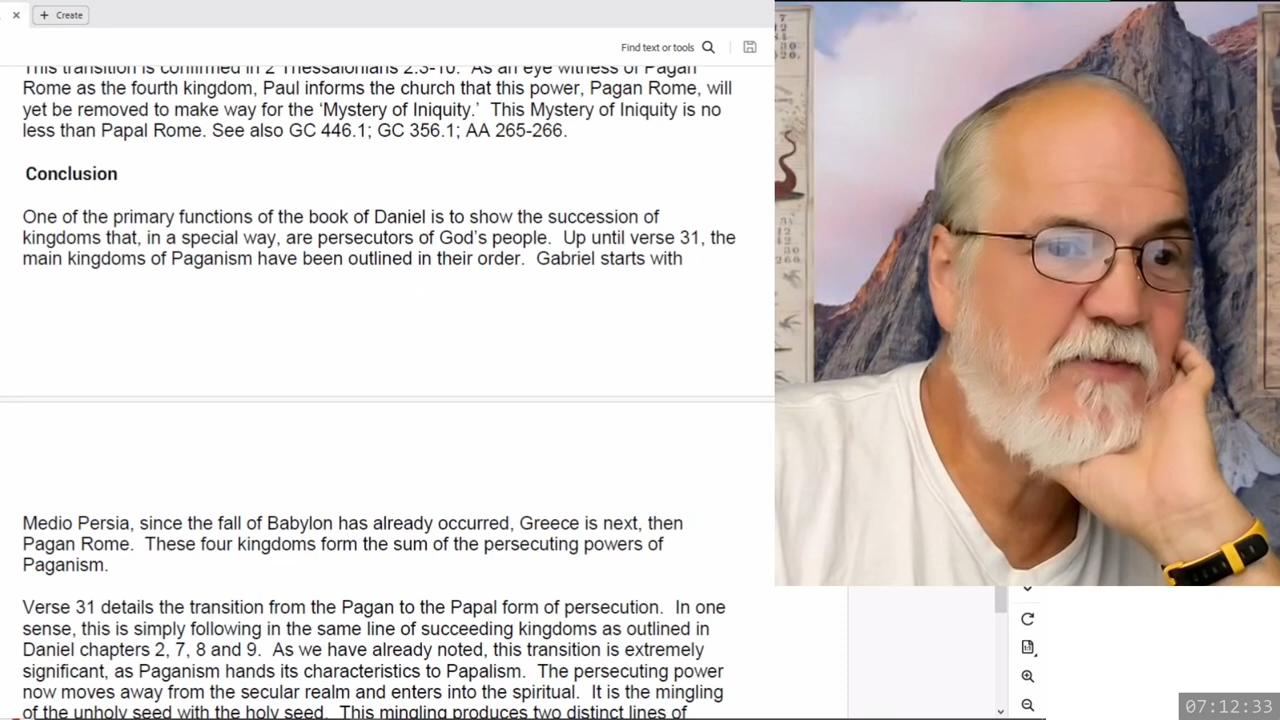 Create
Find text or tools
This transition is confirmed in 2 Thessalonians 2:3-10. As an eye witness of Pagan
Rome as the fourth kingdom, Paul informs the church that this power, Pagan Rome, will
yet be removed to make way for the ‘Mystery of Iniquity.’ This Mystery of Iniquity is no
less than Papal Rome. See also GC 446.1; GC 356.1; AA 265-266.
Conclusion
One of the primary functions of the book of Daniel is to show the succession of
kingdoms that, in a special way, are persecutors of God’s people. Up until verse 31, the
main kingdoms of Paganism have been outlined in their order. Gabriel starts with
Medio Persia, since the fall of Babylon has already occurred, Greece is next, then
Pagan Rome. These four kingdoms form the sum of the persecuting powers of
Paganism.
Verse 31 details the transition from the Pagan to the Papal form of persecution. In one
sense, this is simply following in the same line of succeeding kingdoms as outlined in
Daniel chapters 2, 7, 8 and 9. As we have already noted, this transition is extremely
significant, as Paganism hands its characteristics to Papalism. The persecuting power
now moves away from the secular realm and enters into the spiritual. It is the mingling
of the unholy seed with the holy seed. This mingling produces two distinct lines of
07:12:33